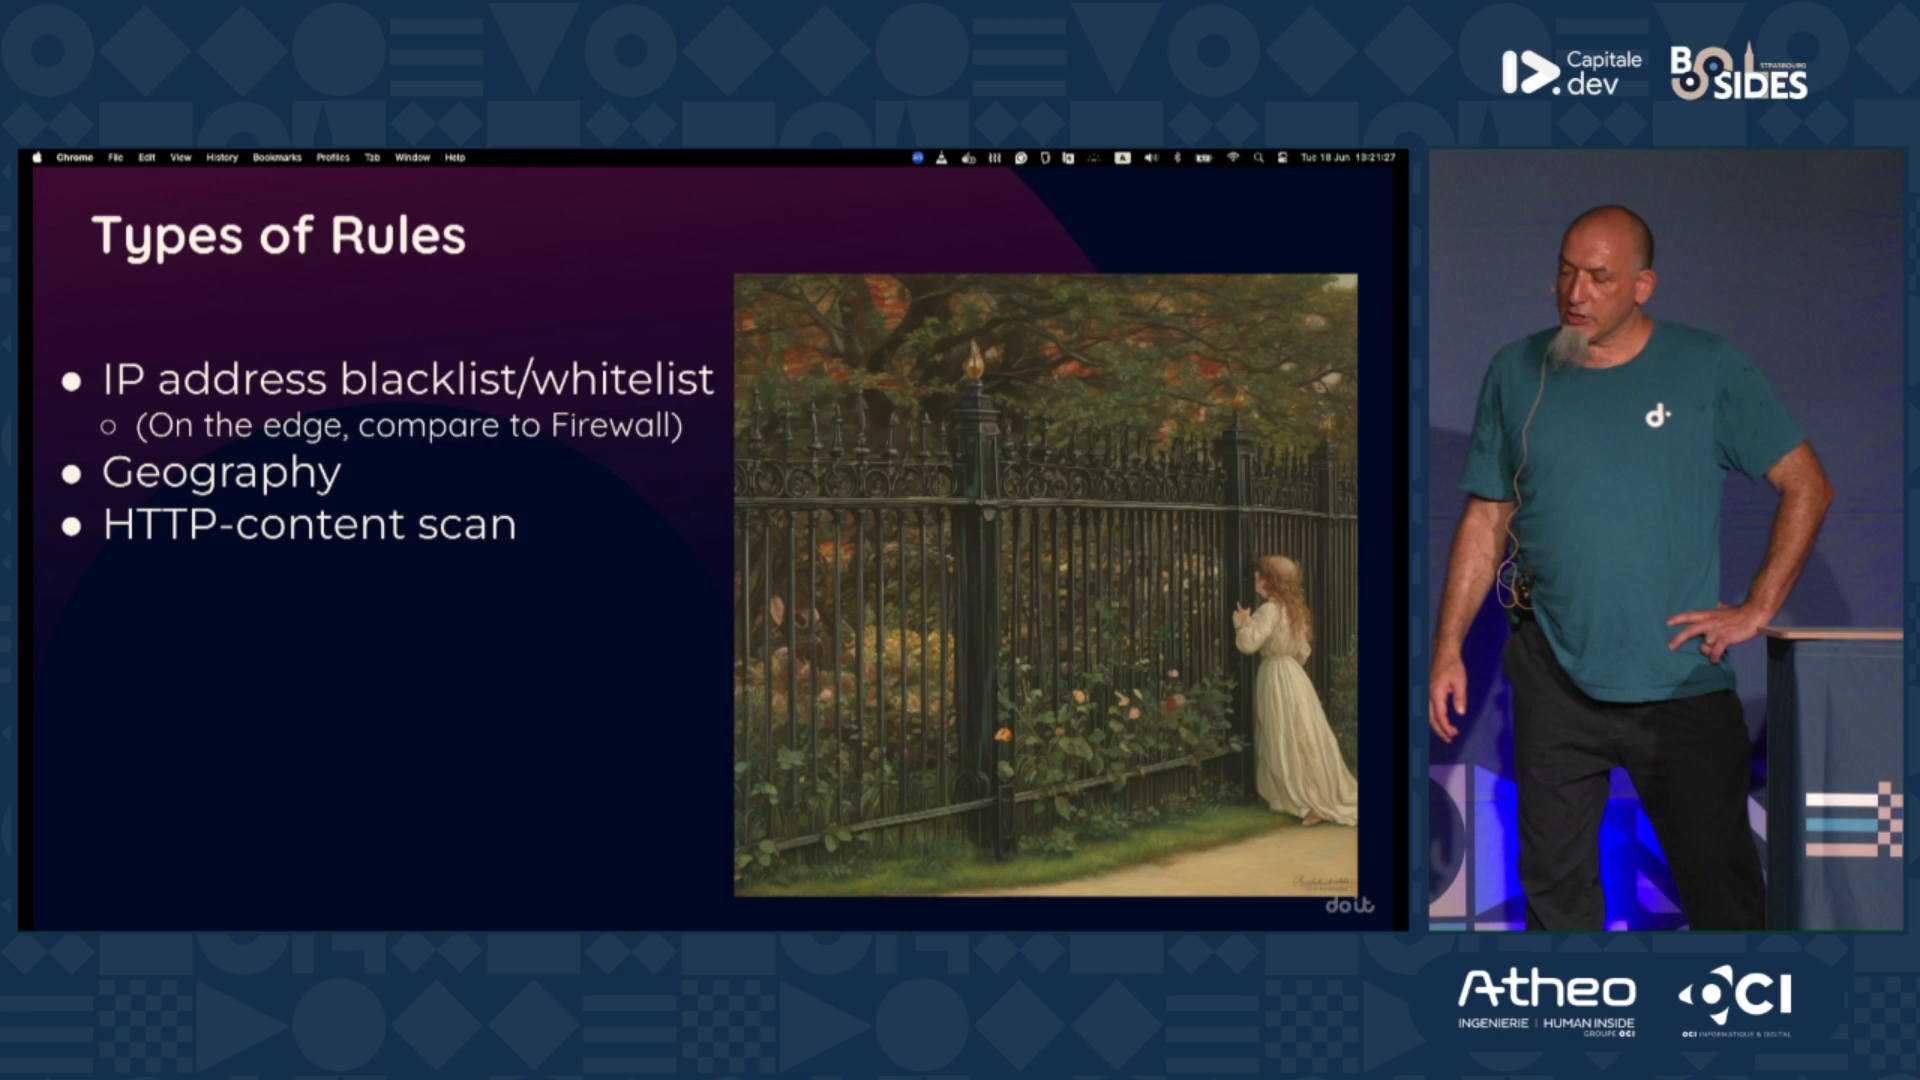 Capitale
dev
STRASBOURG
BSIDES
Chrome File Edit View History Bookmarks Profiles Tab Window Help
Tue 18 Jun 13:21:27
Types of Rules
IP address blacklist/whitelist
(On the edge, compare to Firewall)
Geography
HTTP-content scan
doit
d
Atheo
INGENIERIE | HUMAN INSIDE
GROUPE OCI
OCI
OCI INFORMATIQUE & DIGITAL